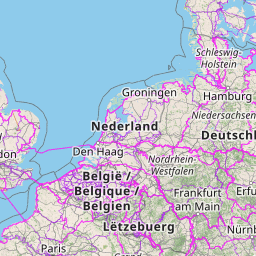 Schleswig-
Holstein
Groningen
Hamburg
Nederland
Niedersachsen
Deutschl
don
Den Haag
Nordrhein-
Westfalen
België /
Belgique /
Belgien
Frankfurt
am Main
Lëtzebuerg
Nürnb
Paris